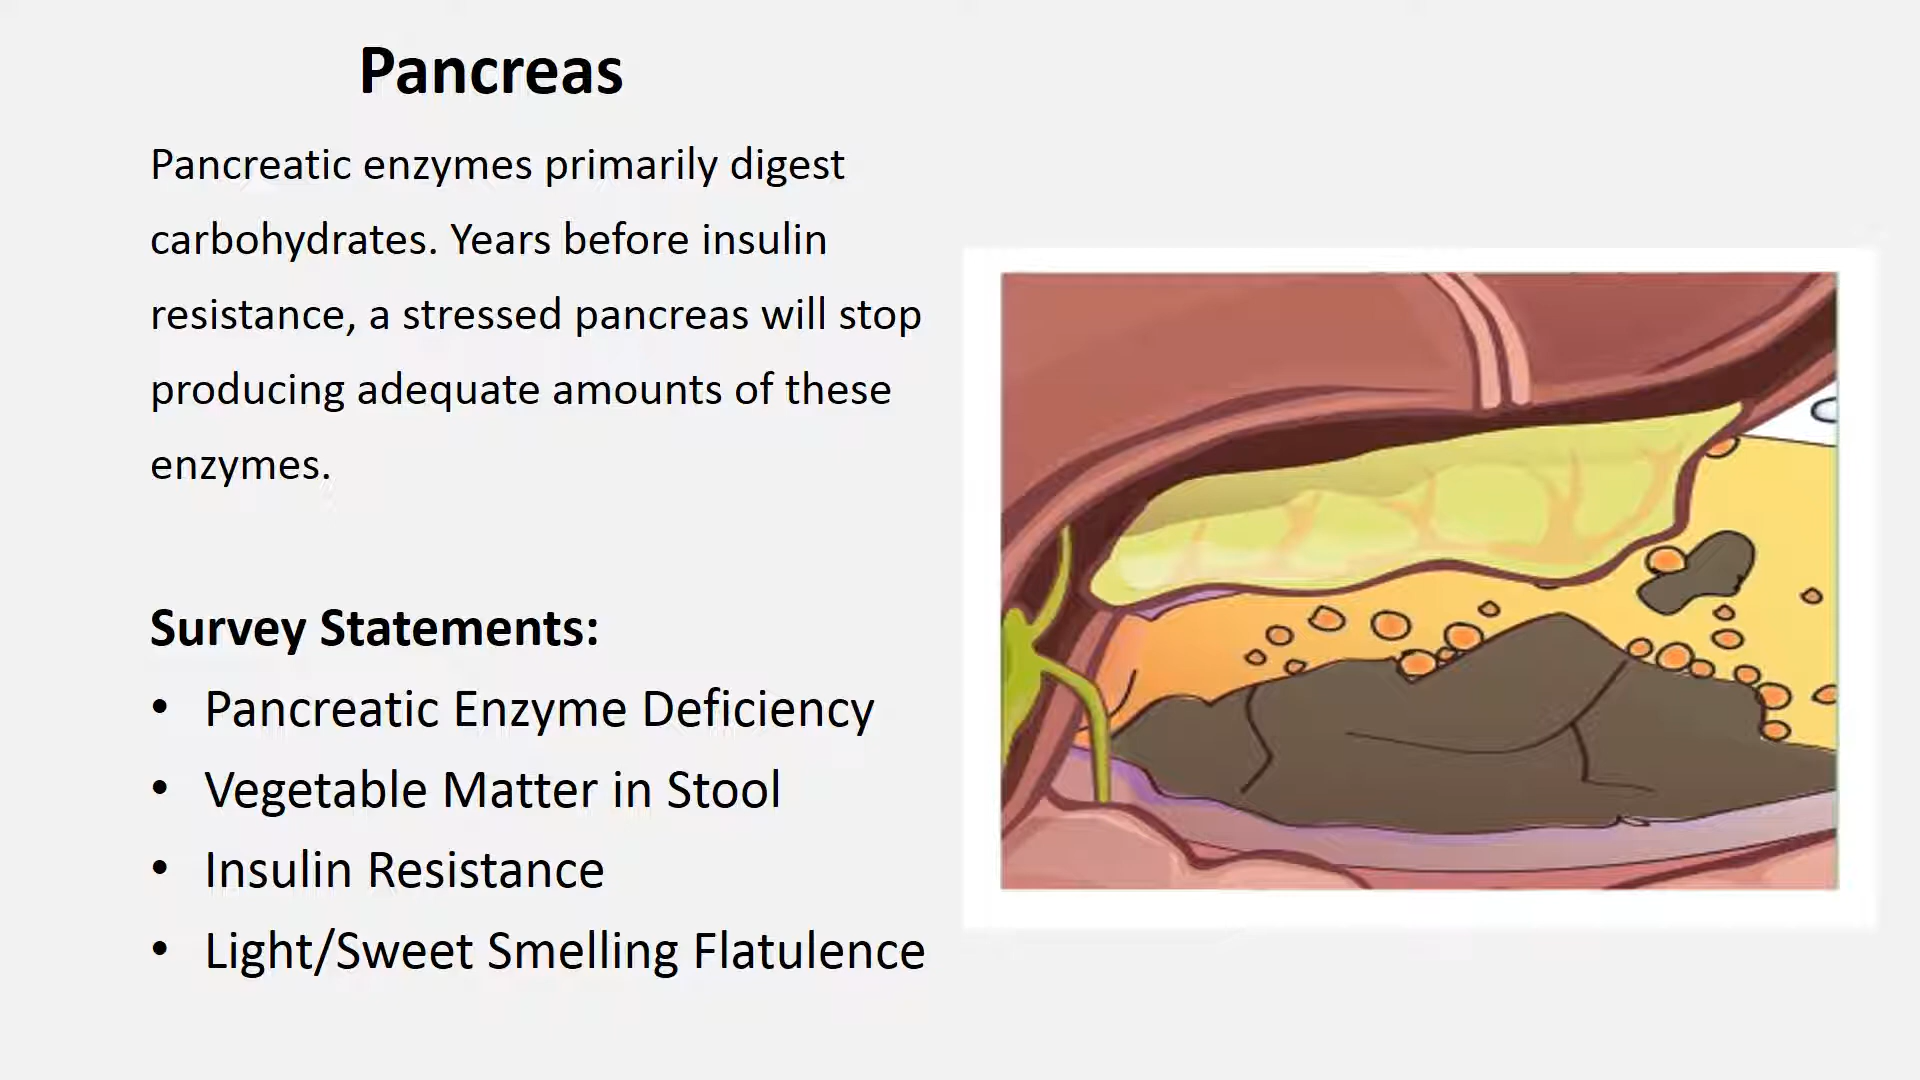 Pancreas
Pancreatic enzymes primarily digest
carbohydrates. Years before insulin
resistance, a stressed pancreas will stop
producing adequate amounts of these
enzymes.
Survey Statements:
• Pancreatic Enzyme Deficiency
• Vegetable Matter in Stool
• Insulin Resistance
• Light/Sweet Smelling Flatulence